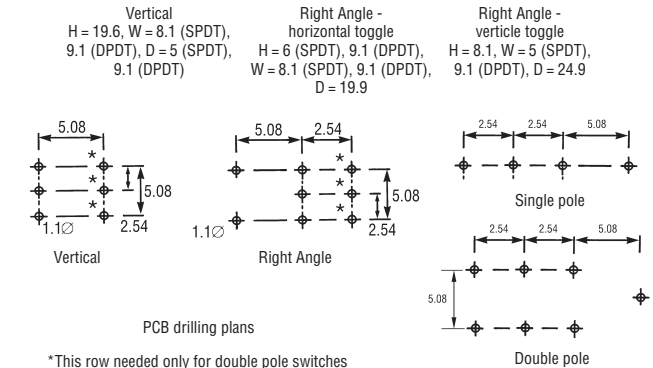 Vertical
H = 19.6, W = 8.1 (SPDT),
9.1 (DPDT), D = 5 (SPDT),
9.1 (DPDT)
Right Angle -
horizontal toggle
H = 6 (SPDT), 9.1 (DPDT),
W = 8.1 (SPDT), 9.1 (DPDT),
D = 19.9
Right Angle -
verticle toggle
H = 8.1, W = 5 (SPDT),
9.1 (DPDT), D = 24.9
5.08
*
*
*
5.08
2.54
1.1∅
Vertical
5.08 2.54
*
*
*
5.08
2.54
1.1∅
Right Angle
2.54 2.54 5.08
Single pole
2.54 2.54 5.08
5.08
Double pole
PCB drilling plans
*This row needed only for double pole switches